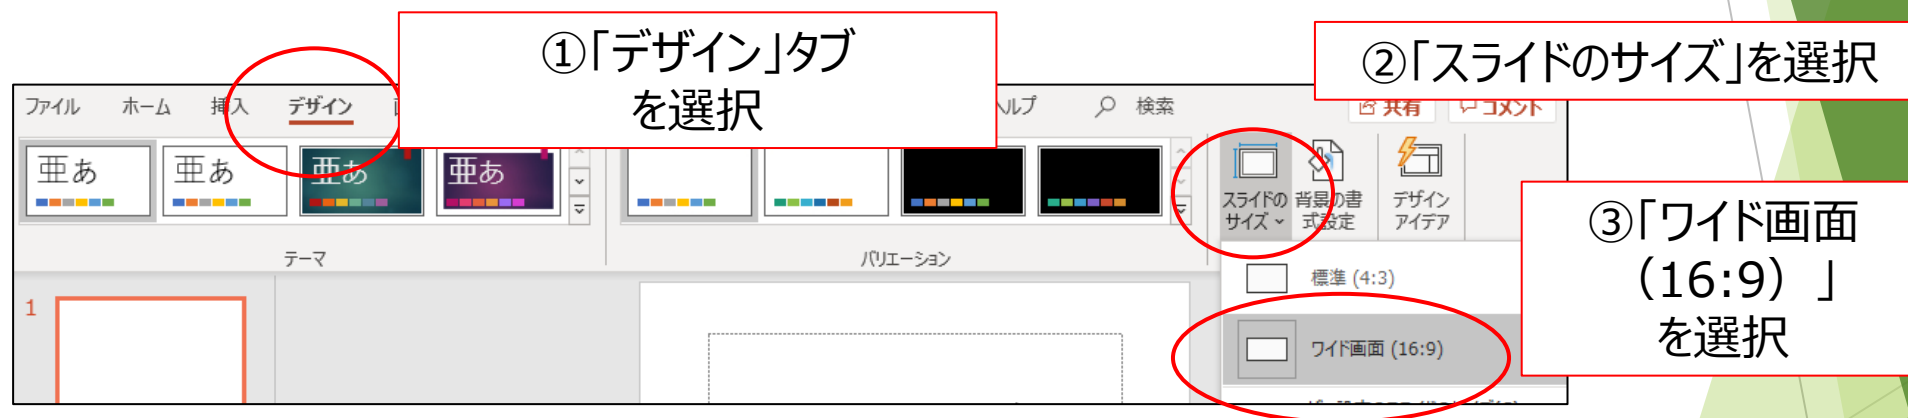 ①「デザイン」タブ
を選択
②「スライドのサイズ」を選択
ファイル ホーム 挿入 デザイン ヘルプ 検索 共有 コメント
亜あ 亜あ 亜あ 亜あ
スライドの
サイズ
背景の書
式設定
デザイン
アイデア
テーマ
バリエーション
③「ワイド画面
（16:9）」
を選択
標準 (4:3)
ワイド画面 (16:9)
1